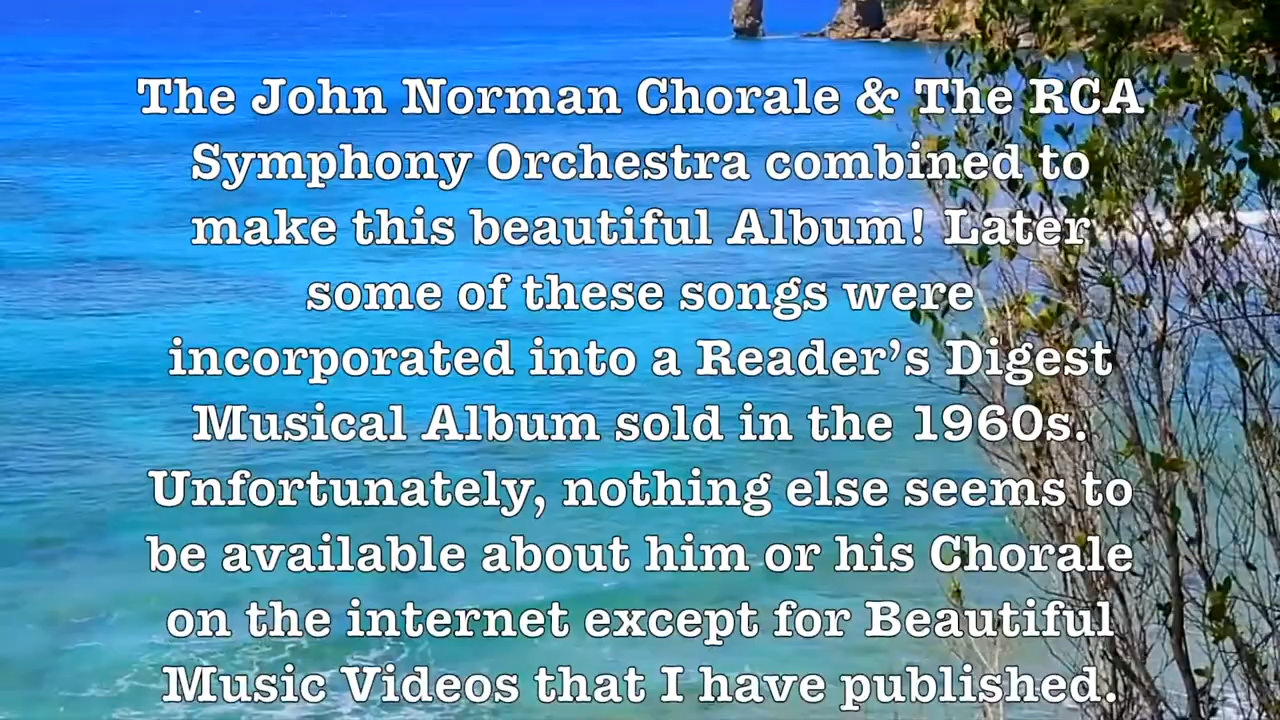 The John Norman Chorale & The RCA
Symphony Orchestra combined to
make this beautiful Album! Later
some of these songs were
incorporated into a Reader’s Digest
Musical Album sold in the 1960s.
Unfortunately, nothing else seems to
be available about him or his Chorale
on the internet except for Beautiful
Music Videos that I have published.